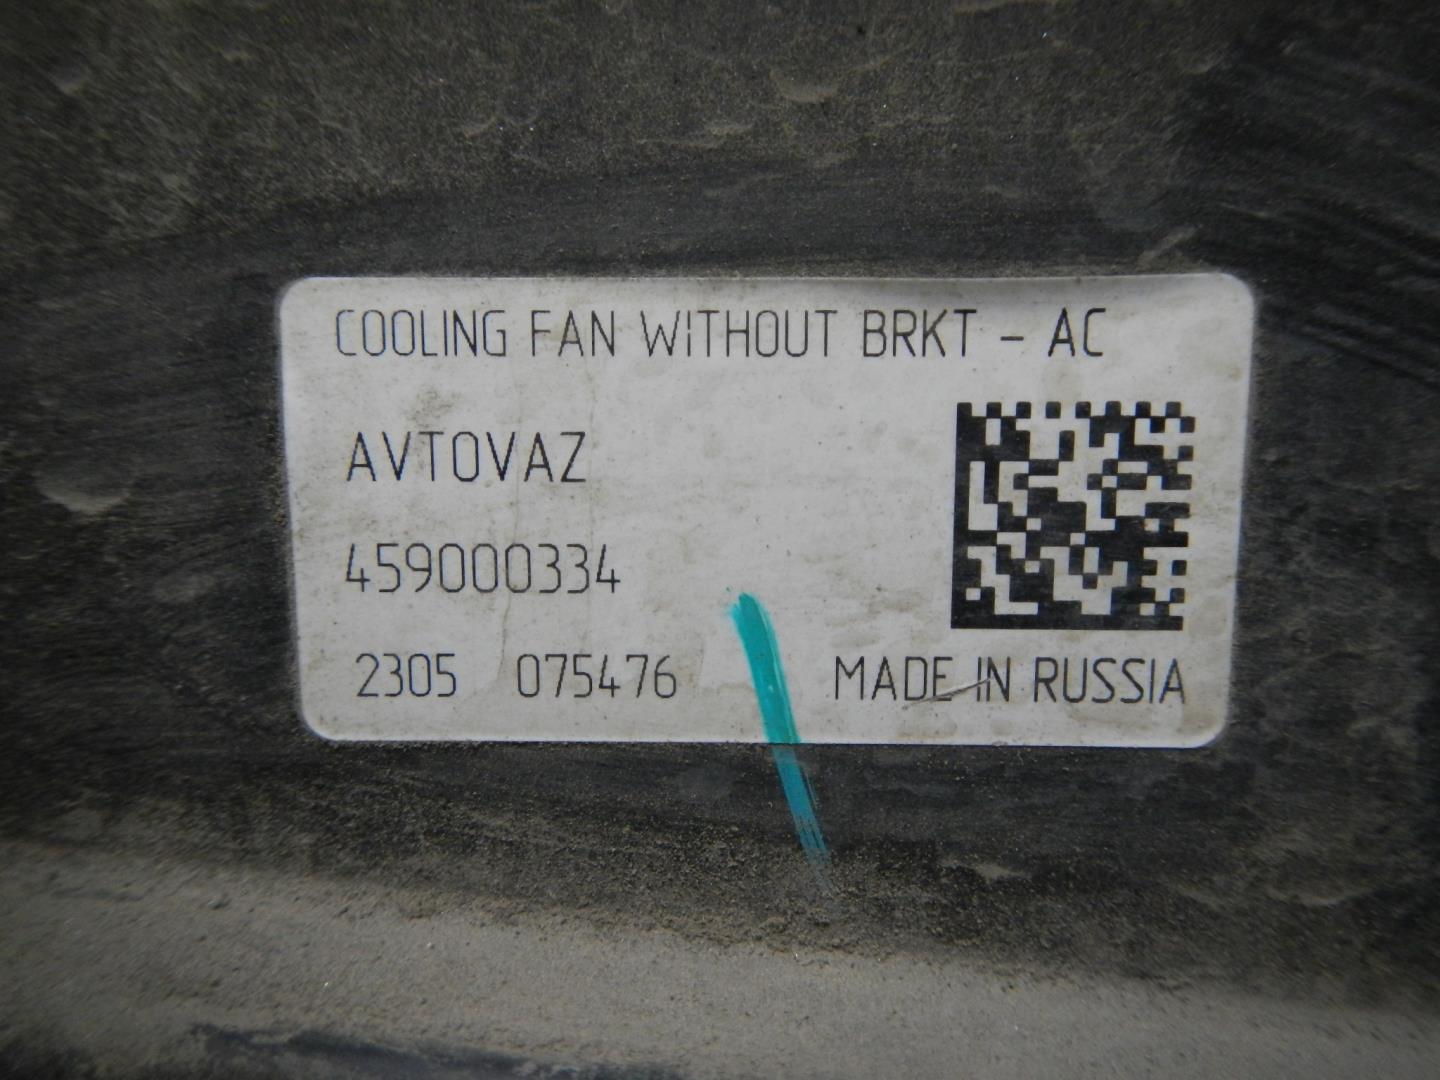 COOLING FAN WITHOUT BRKT - AC
AVTOVAZ
459000334
2305 075476 MADE IN RUSSIA